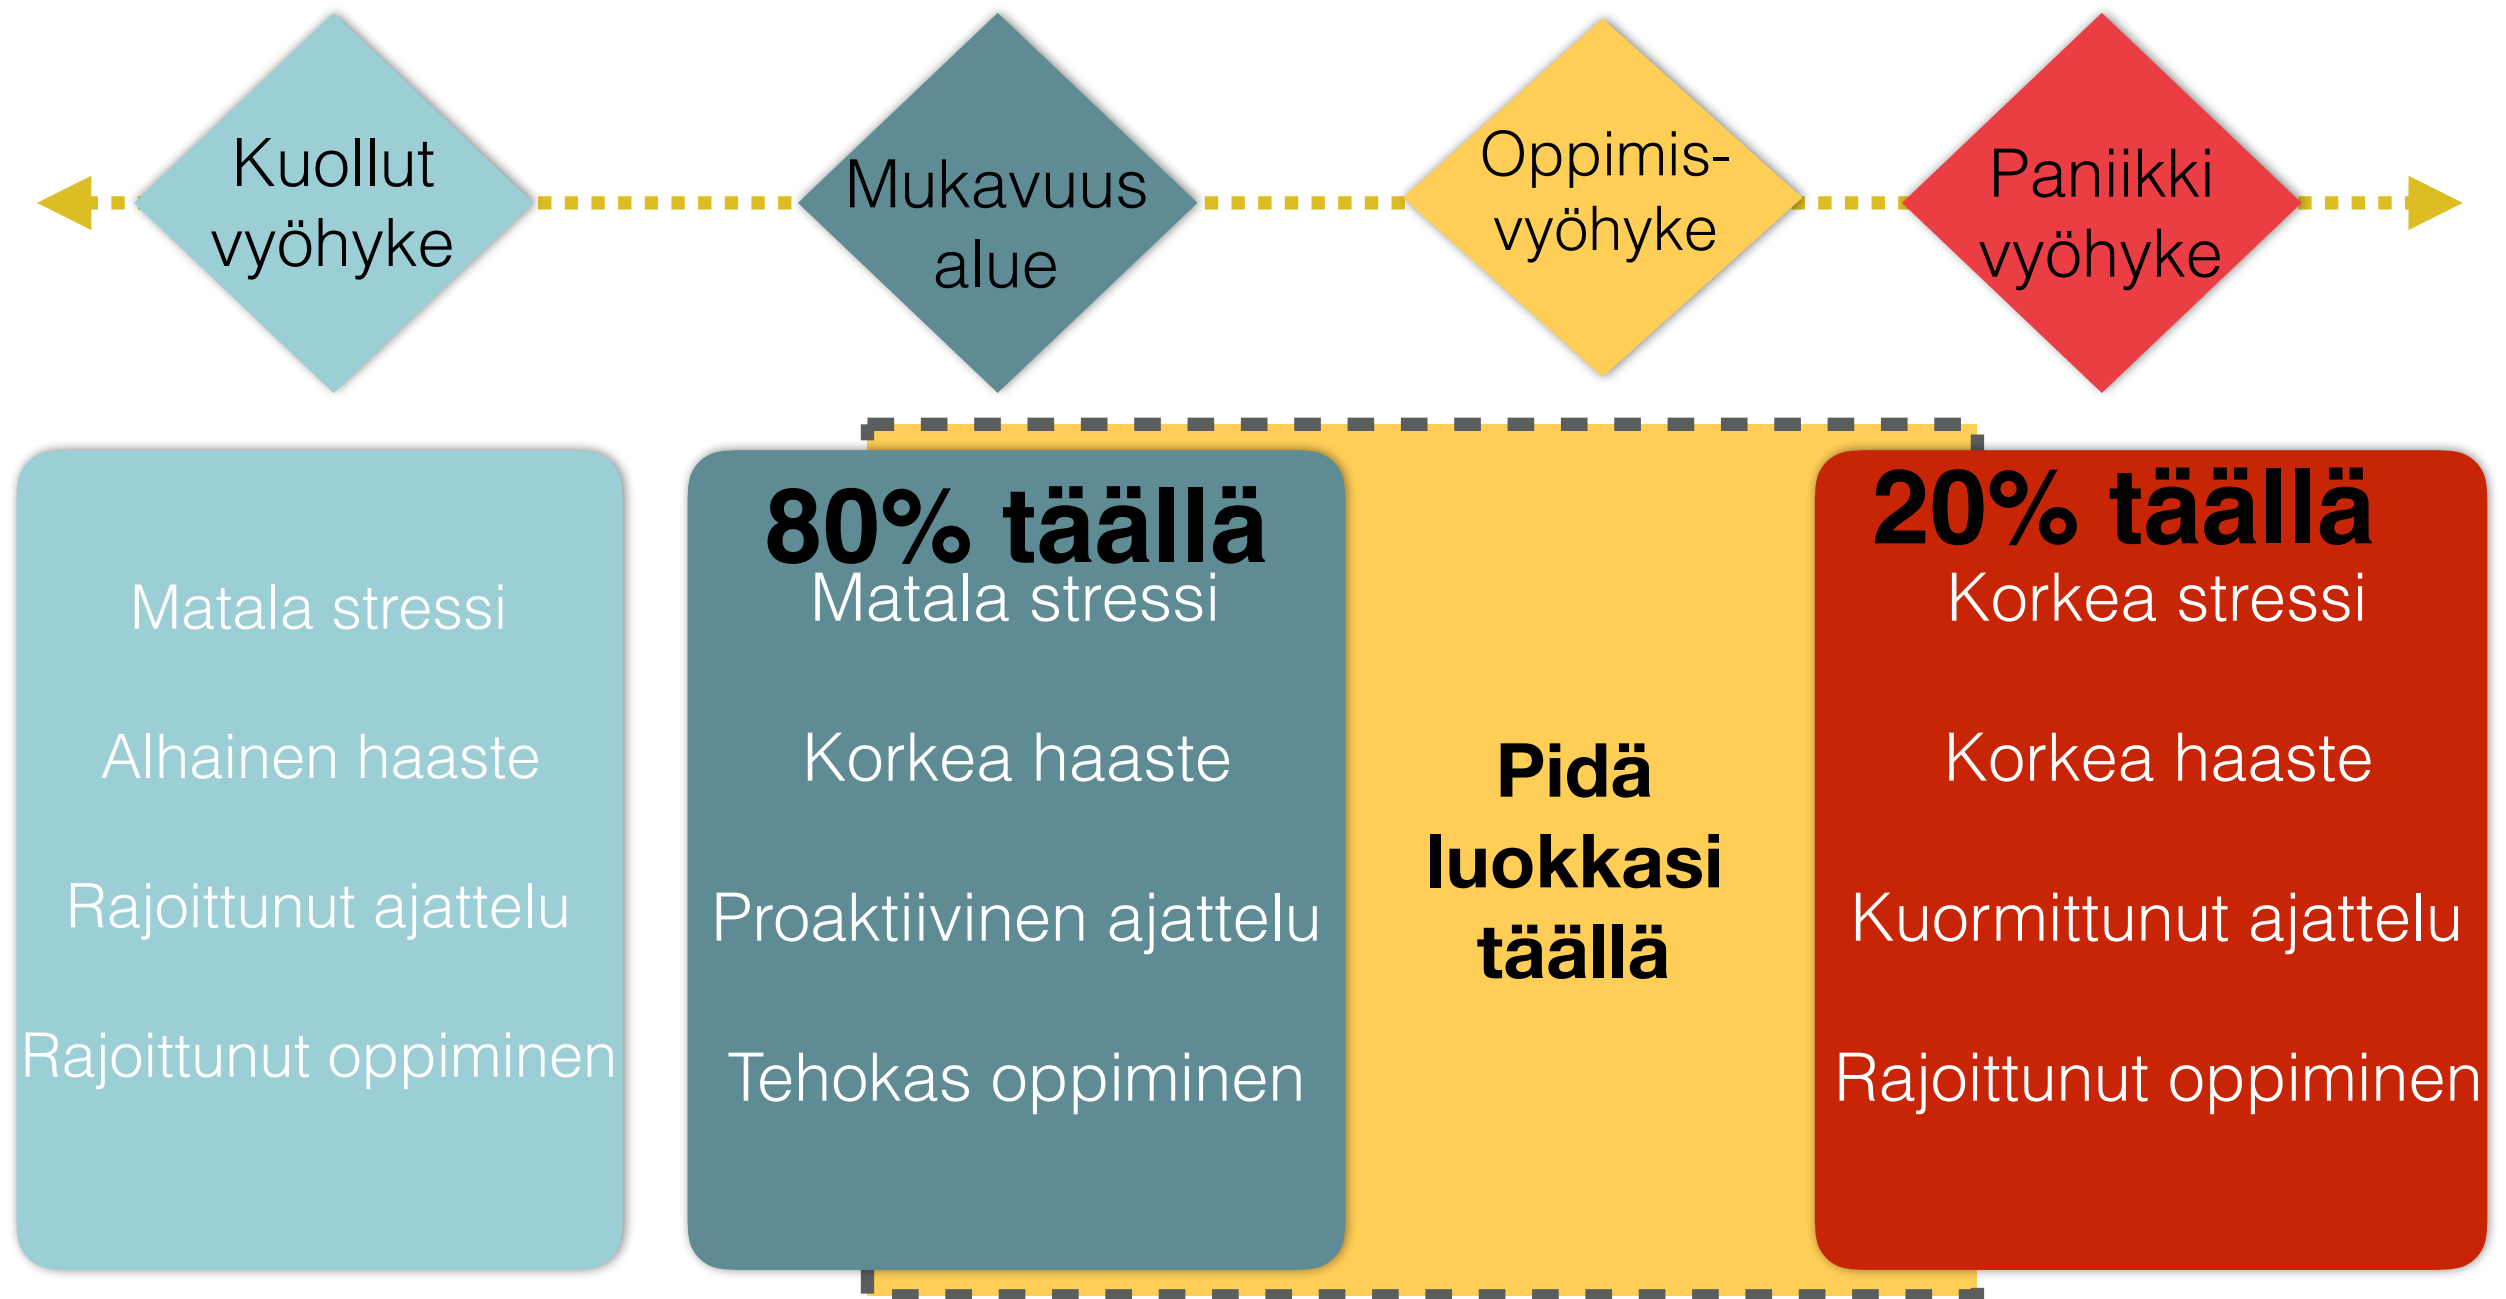 Kuollut
vyöhyke
Mukavuus
alue
Oppimis-
vyöhyke
Paniikki
vyöhyke
Matala stressi
Alhainen haaste
Rajoittunut ajattelu
Rajoittunut oppiminen
80% täällä
Matala stressi
Korkea haaste
Proaktiivinen ajattelu
Tehokas oppiminen
Pidä
luokkasi
täällä
20% täällä
Korkea stressi
Korkea haaste
Kuormittunut ajattelu
Rajoittunut oppiminen